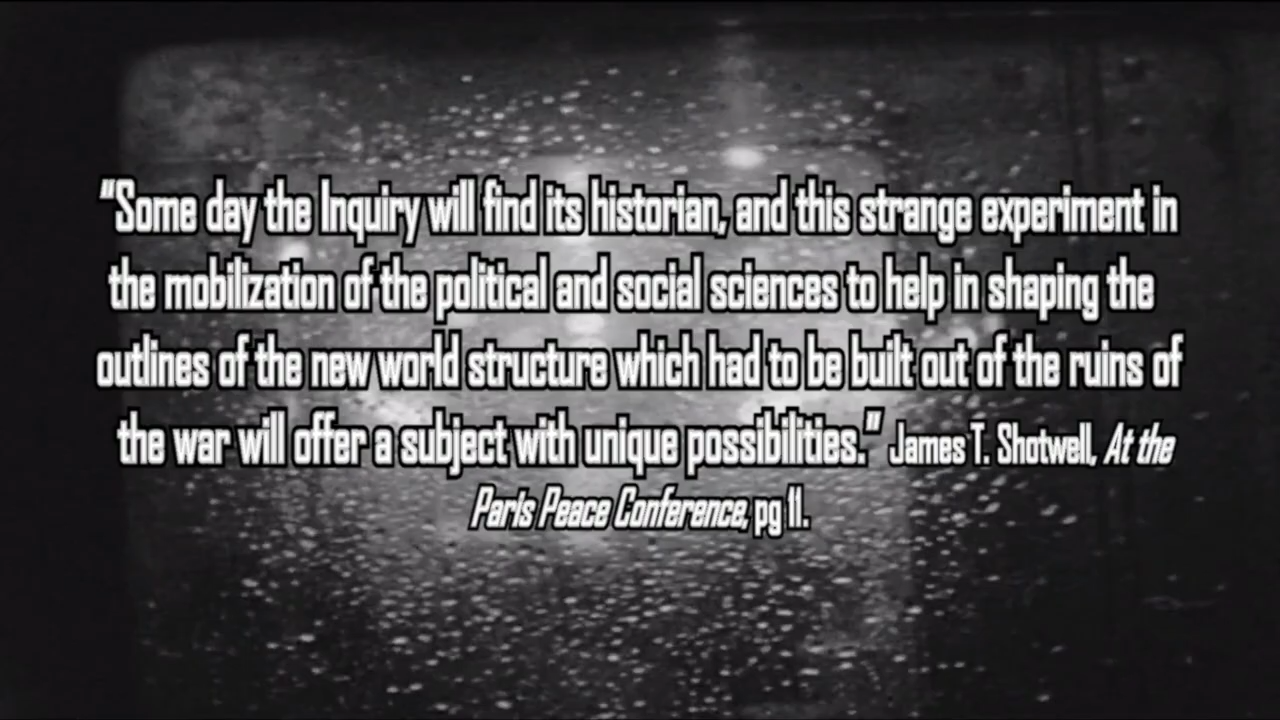 "Some day the Inquiry will find its historian, and this strange experiment in
the mobilization of the political and social sciences to help in shaping the
outlines of the new world structure which had to be built out of the ruins of
the war will offer a subject with unique possibilities." James T. Shotwell, At the
Paris Peace Conference, pg 11.